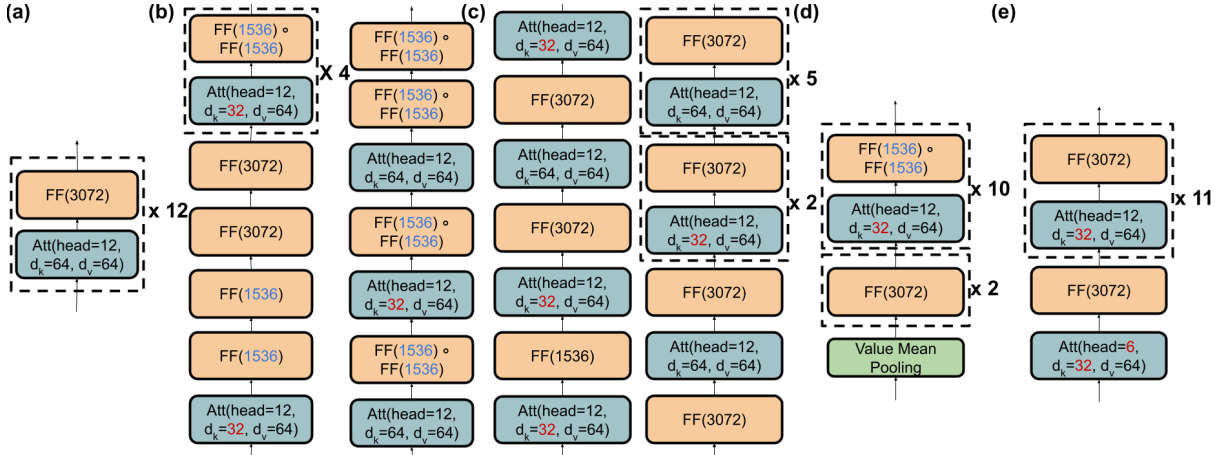 (a)
FF(3072)
Att(head=12,
dk=64, dv=64)
x 12
(b)
FF(1536) ∘
FF(1536)
Att(head=12,
dk=32, dv=64)
X 4
FF(3072)
FF(3072)
FF(1536)
FF(1536)
Att(head=12,
dk=32, dv=64)
FF(1536) ∘
FF(1536)
FF(1536) ∘
FF(1536)
Att(head=12,
dk=64, dv=64)
FF(1536) ∘
FF(1536)
Att(head=12,
dk=32, dv=64)
FF(1536) ∘
FF(1536)
Att(head=12,
dk=64, dv=64)
(c)
Att(head=12,
dk=32, dv=64)
FF(3072)
Att(head=12,
dk=64, dv=64)
FF(3072)
Att(head=12,
dk=32, dv=64)
FF(1536)
Att(head=12,
dk=32, dv=64)
FF(3072)
Att(head=12,
dk=64, dv=64)
x 5
FF(3072)
Att(head=12,
dk=32, dv=64)
x 2
FF(3072)
Att(head=12,
dk=64, dv=64)
FF(3072)
(d)
FF(1536) ∘
FF(1536)
Att(head=12,
dk=32, dv=64)
x 10
FF(3072)
x 2
Value Mean
Pooling
(e)
FF(3072)
Att(head=12,
dk=32, dv=64)
x 11
FF(3072)
Att(head=6,
dk=32, dv=64)